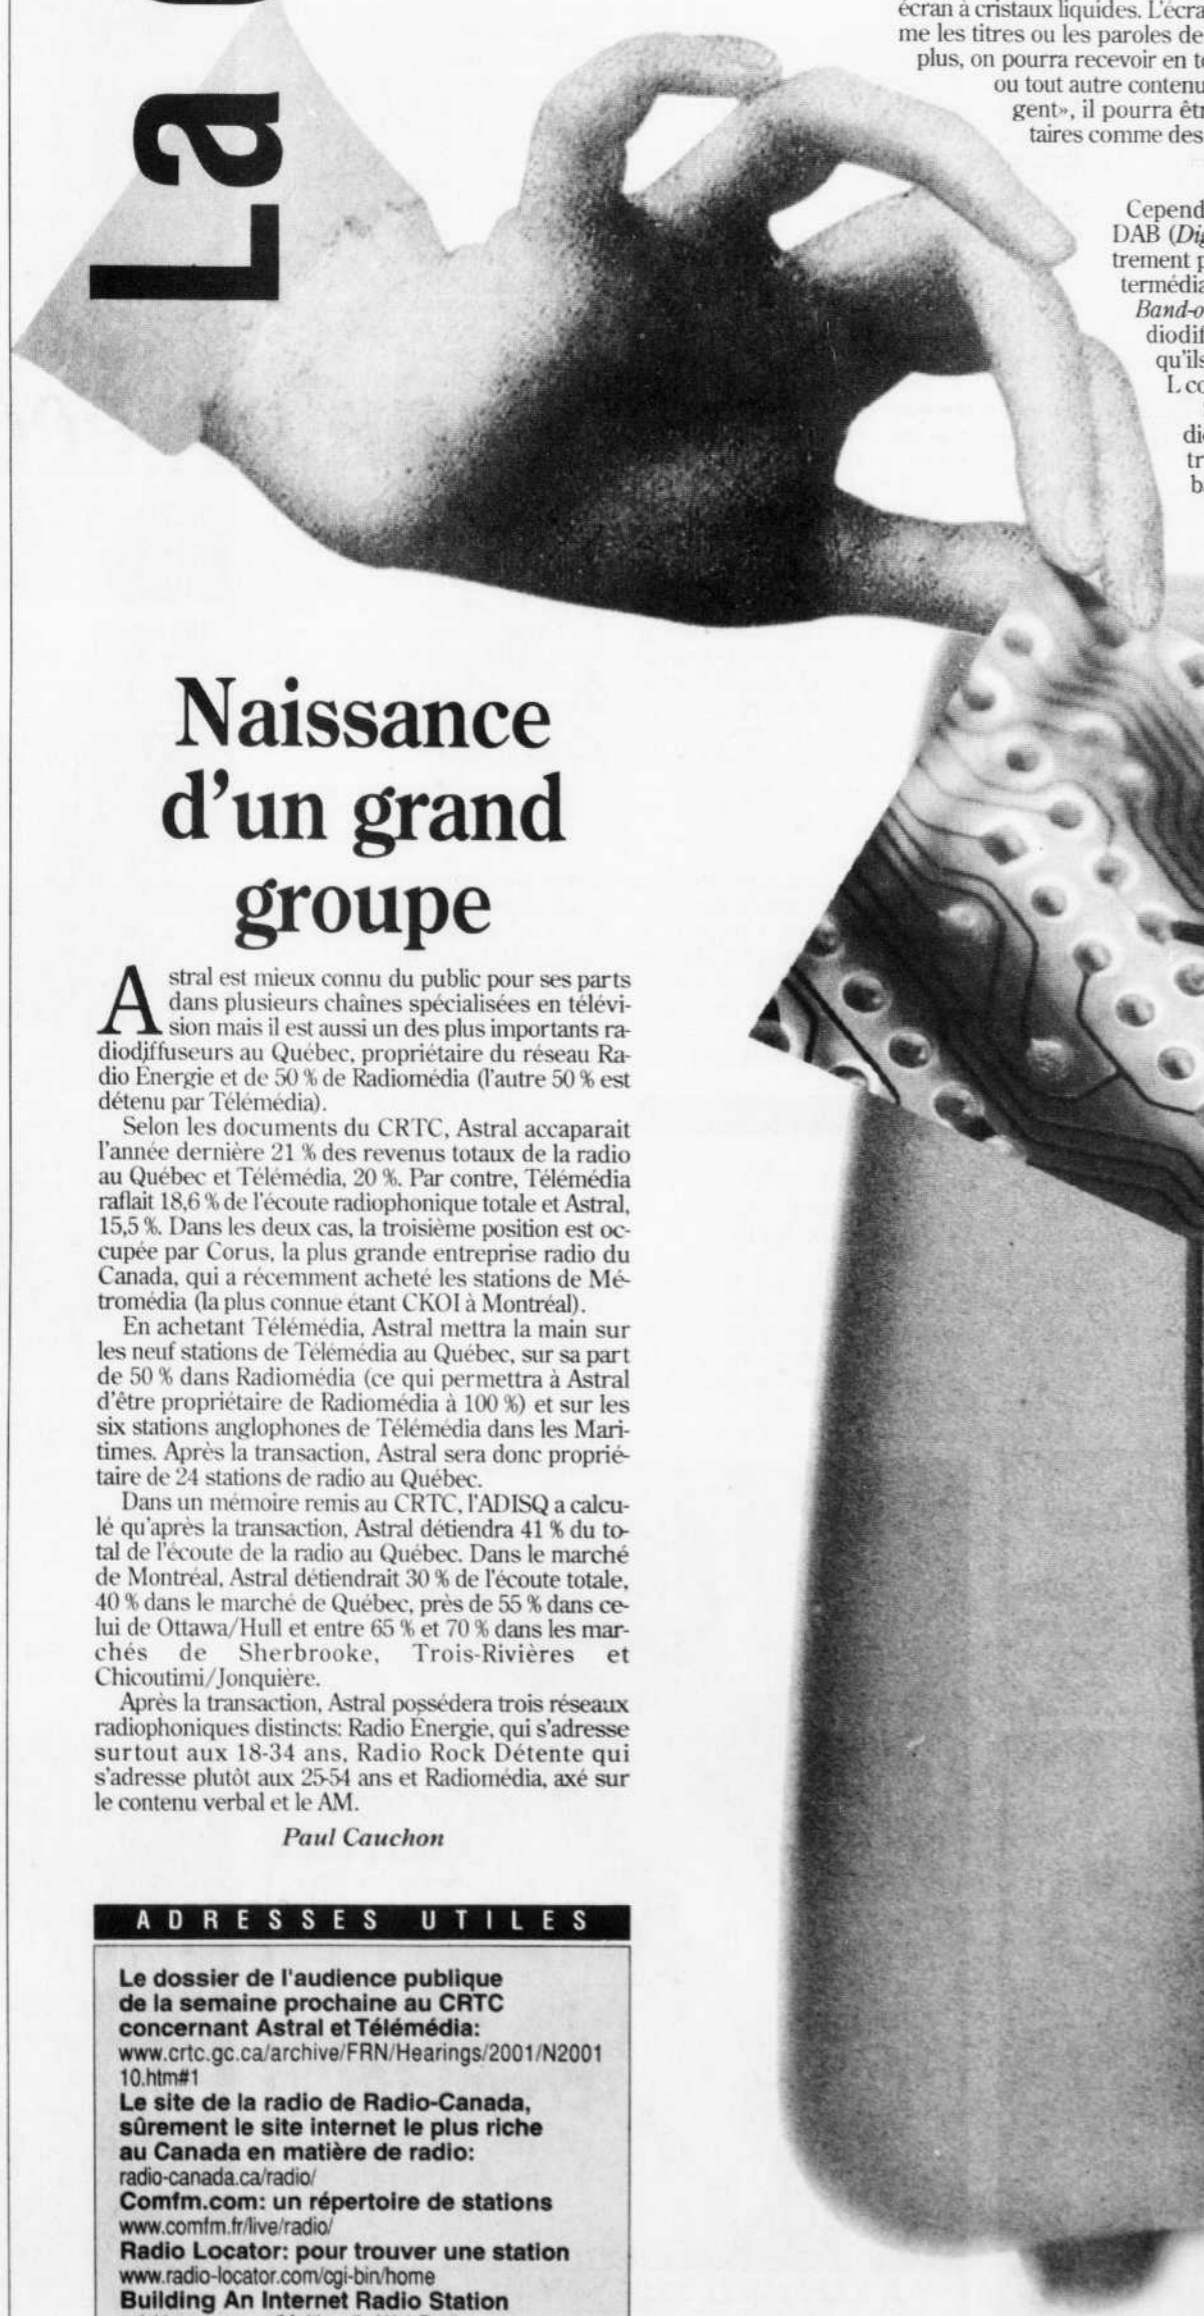 La
écran à cristaux liquides. L'écra
me les titres ou les paroles de
plus, on pourra recevoir en t
ou tout autre contenu
gent», il pourra êt
taires comme des
Cepend
DAB (Dig
trement p
termédia
Band-o
diodif
qu'ils
L co
di
tr
b
Naissance
d'un grand
groupe
Astral est mieux connu du public pour ses parts
dans plusieurs chaînes spécialisées en télévi-
sion mais il est aussi un des plus importants ra-
diodiffuseurs au Québec, propriétaire du réseau Ra-
dio Énergie et de 50 % de Radiomédia (l'autre 50 % est
détenu par Télémédia).
Selon les documents du CRTC, Astral accaparait
l'année dernière 21 % des revenus totaux de la radio
au Québec et Télémédia, 20 %. Par contre, Télémédia
raflait 18,6 % de l'écoute radiophonique totale et Astral,
15,5 %. Dans les deux cas, la troisième position est oc-
cupée par Corus, la plus grande entreprise radio du
Canada, qui a récemment acheté les stations de Mé-
tromédia (la plus connue étant CKOI à Montréal).
En achetant Télémédia, Astral mettra la main sur
les neuf stations de Télémédia au Québec, sur sa part
de 50 % dans Radiomédia (ce qui permettra à Astral
d'être propriétaire de Radiomédia à 100 %) et sur les
six stations anglophones de Télémédia dans les Mari-
times. Après la transaction, Astral sera donc proprié-
taire de 24 stations de radio au Québec.
Dans un mémoire remis au CRTC, l'ADISQ a calcu-
lé qu'après la transaction, Astral détiendra 41 % du to-
tal de l'écoute de la radio au Québec. Dans le marché
de Montréal, Astral détiendrait 30 % de l'écoute totale,
40 % dans le marché de Québec, près de 55 % dans ce-
lui de Ottawa/Hull et entre 65 % et 70 % dans les mar-
chés de Sherbrooke, Trois-Rivières et
Chicoutimi/Jonquière.
Après la transaction, Astral possédera trois réseaux
radiophoniques distincts: Radio Énergie, qui s'adresse
surtout aux 18-34 ans, Radio Rock Détente qui
s'adresse plutôt aux 25-54 ans et Radiomédia, axé sur
le contenu verbal et le AM.
Paul Cauchon
ADRESSES UTILES
Le dossier de l'audience publique
de la semaine prochaine au CRTC
concernant Astral et Télémédia:
www.crtc.gc.ca/archive/FRN/Hearings/2001/N2001
10.htm#1
Le site de la radio de Radio-Canada,
sûrement le site internet le plus riche
au Canada en matière de radio:
radio-canada.ca/radio/
Comfm.com: un répertoire de stations
www.comfm.fr/live/radio/
Radio Locator: pour trouver une station
www.radio-locator.com/cgi-bin/home
Building An Internet Radio Station